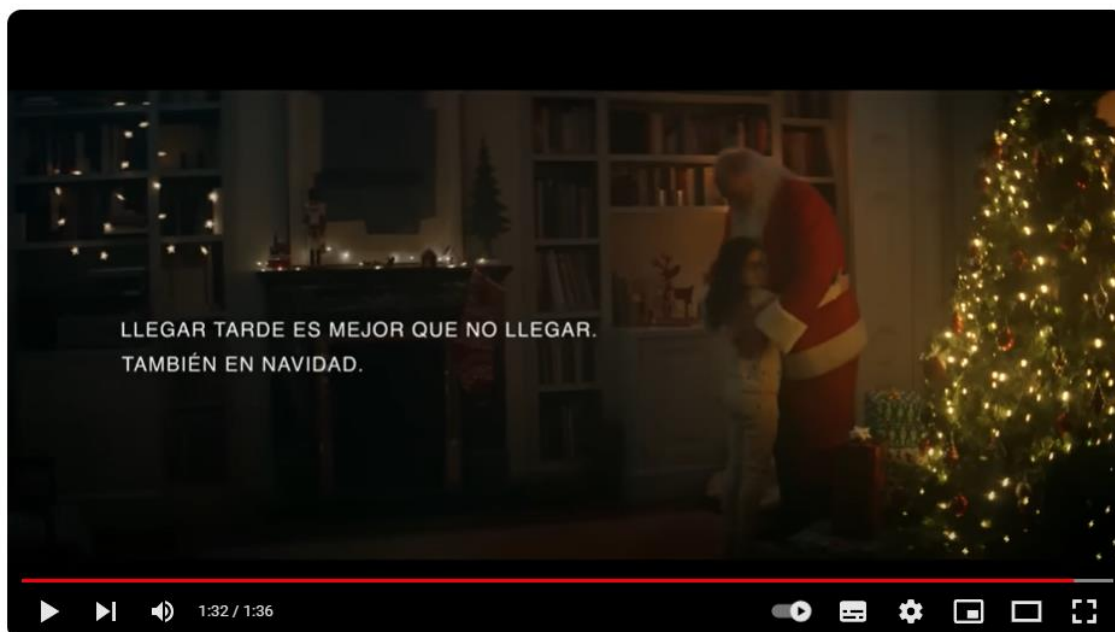 LLEGAR TARDE ES MEJOR QUE NO LLEGAR.
TAMBIÉN EN NAVIDAD.
1:32 / 1:36